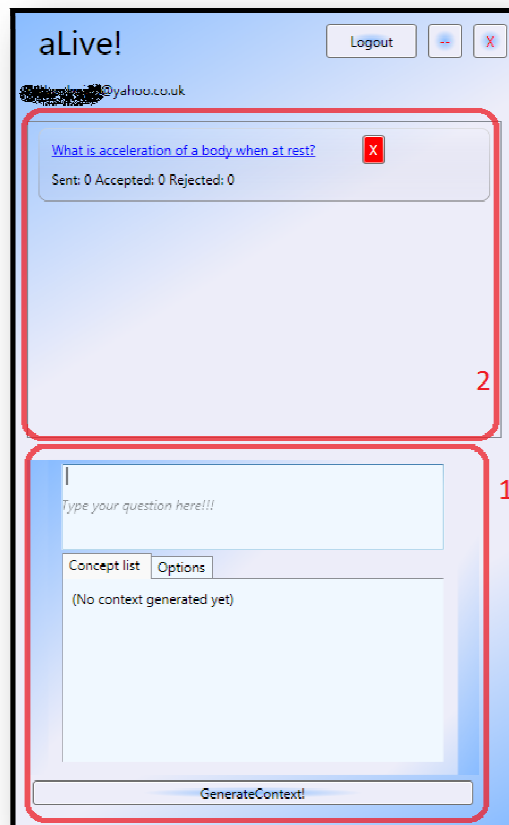 aLive!
Logout -- X
@yahoo.co.uk
What is acceleration of a body when at rest? X
Sent: 0 Accepted: 0 Rejected: 0
2
1
Type your question here!!!
Concept list Options
(No context generated yet)
GenerateContext!